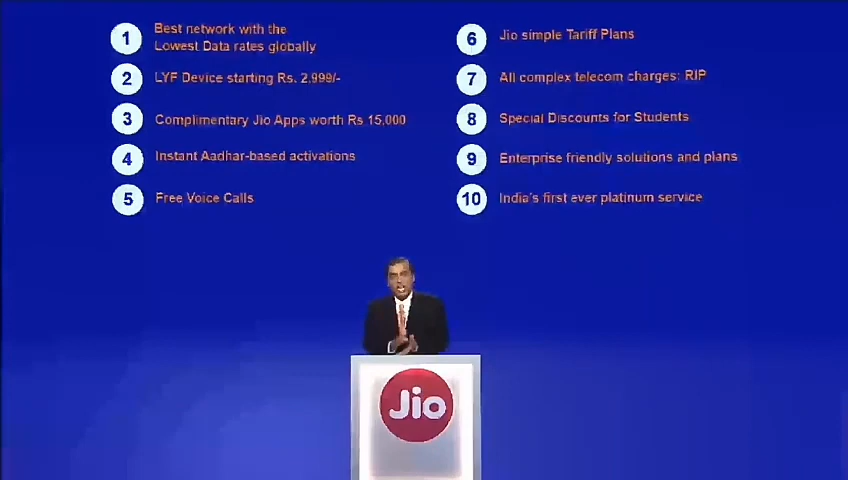 1
Best network with the
Lowest Data rates globally
2
LYF Device starting Rs. 2,999/-
3
Complimentary Jio Apps worth Rs 15,000
4
Instant Aadhar-based activations
5
Free Voice Calls
6
Jio simple Tariff Plans
7
All complex telecom charges: RIP
8
Special Discounts for Students
9
Enterprise friendly solutions and plans
10
India's first ever platinum service
Jio